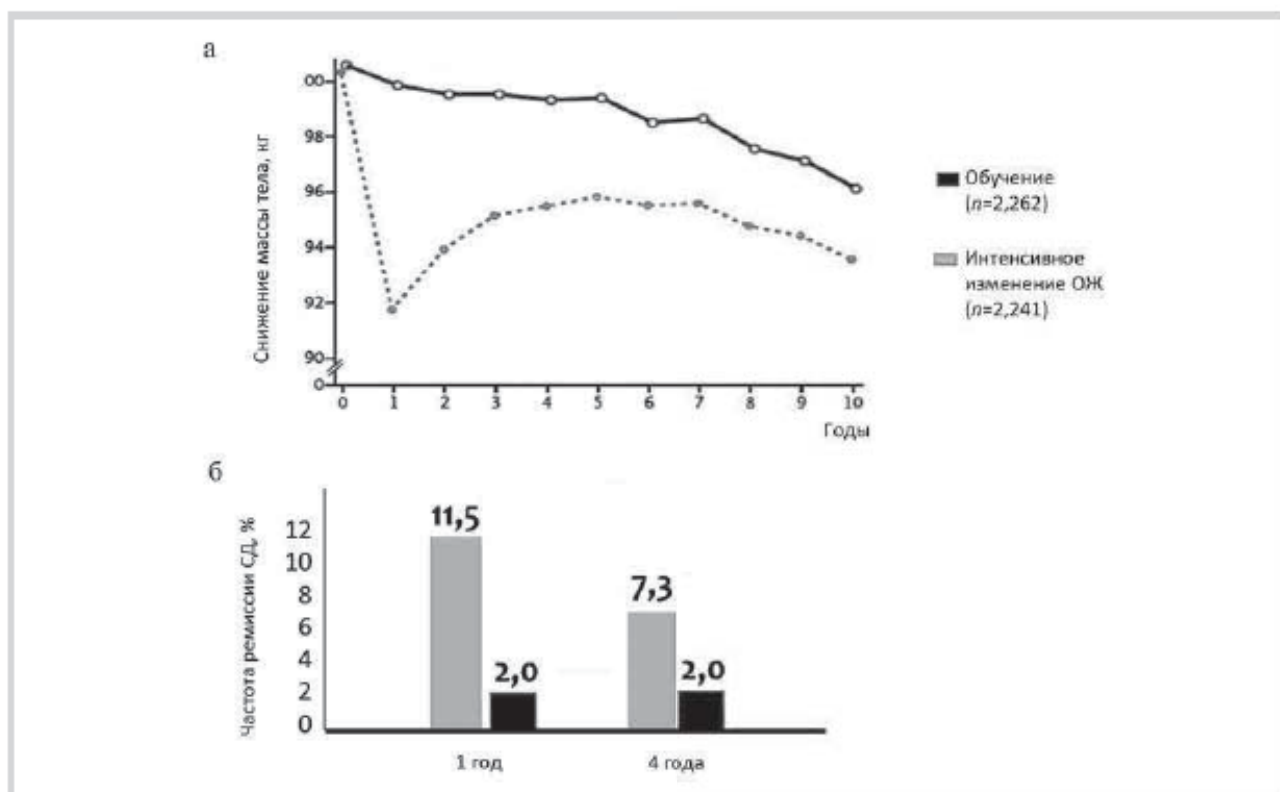 а
Снижение массы тела, кг
00
98
96
94
92
90
0
0 1 2 3 4 5 6 7 8 9 10
Годы
Обучение
(n=2,262)
Интенсивное
изменение ОЖ
(n=2,241)
б
Частота ремиссии СД, %
12
10
8
6
4
2
0
11,5
2,0
7,3
2,0
1 год
4 года